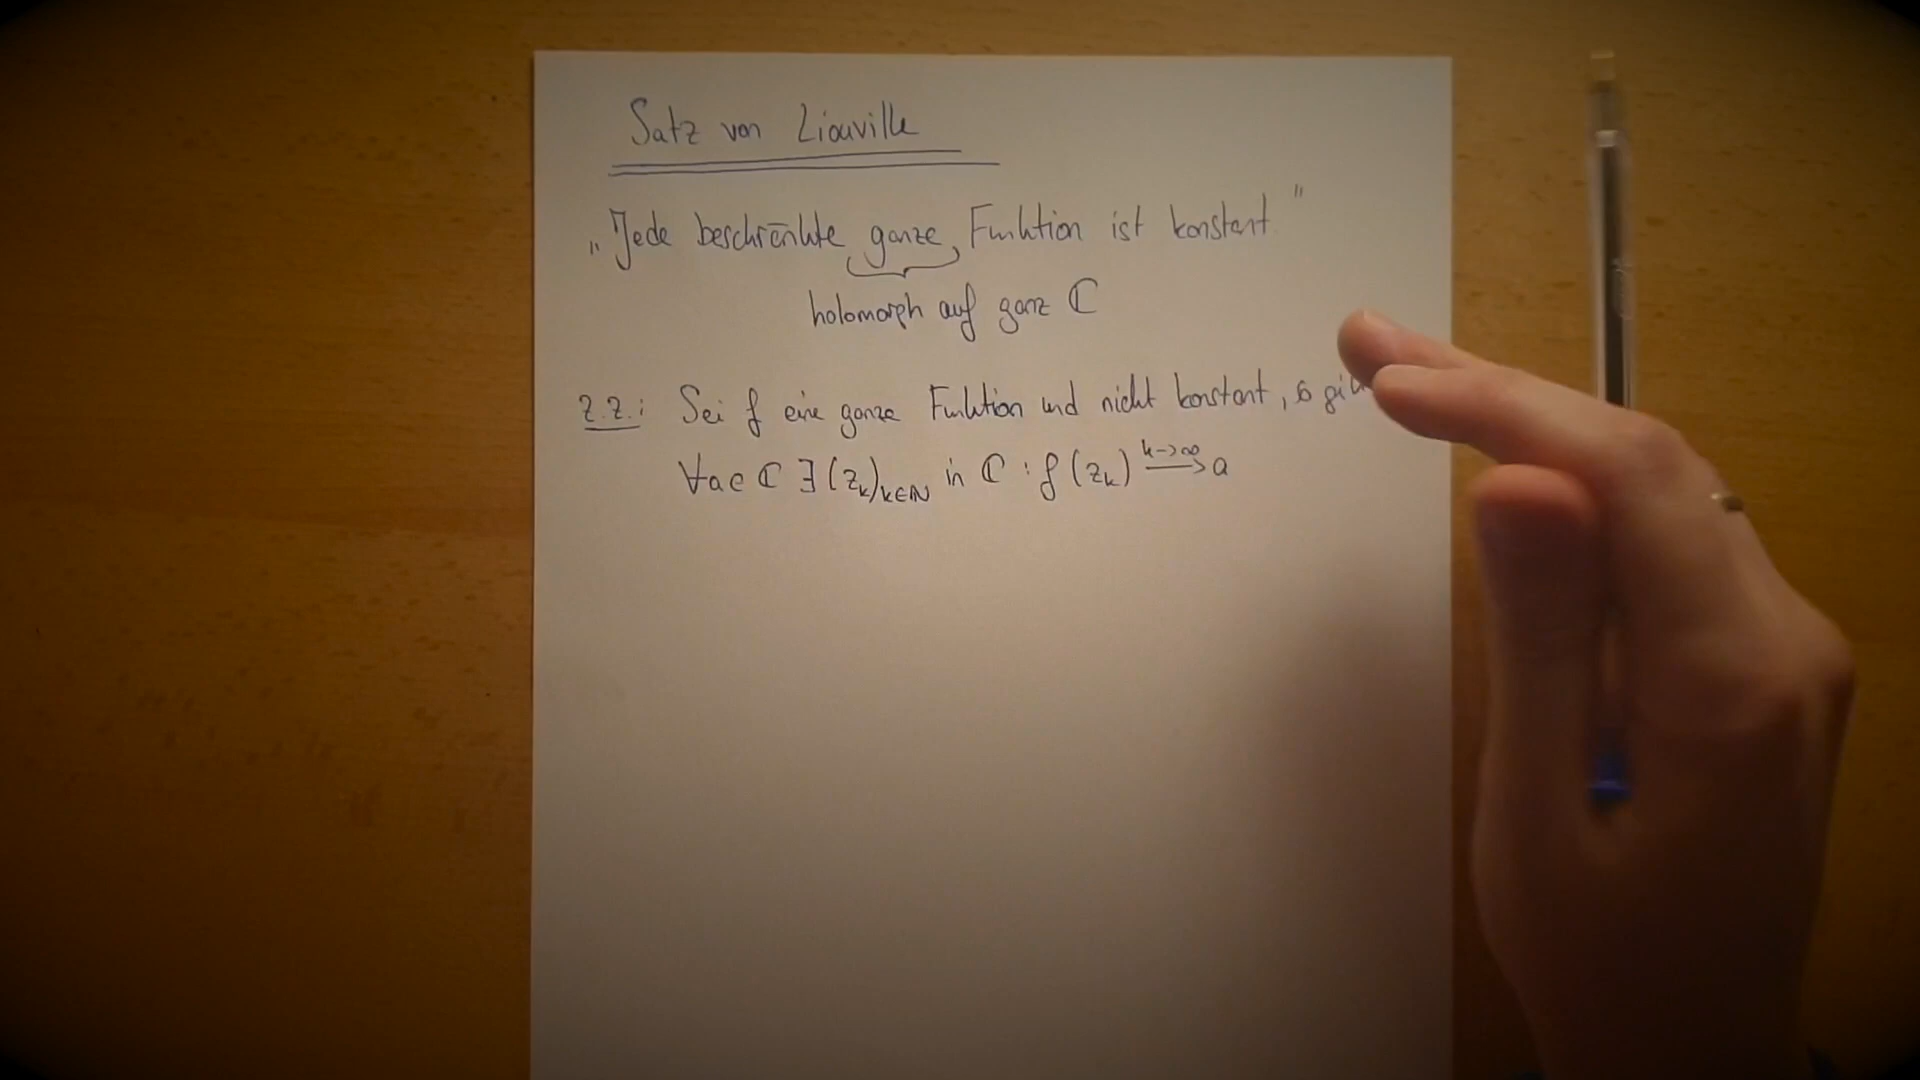 Satz von Liouville
„Jede beschränkte ganze Funktion ist konstant"
holomorph auf ganz ℂ
Z.Z.: Sei f eine ganze Funktion und nicht konstant, so
∀a∈ℂ ∃(z_k)_{k∈ℕ} in ℂ : f(z_k) \xrightarrow{k→∞} a